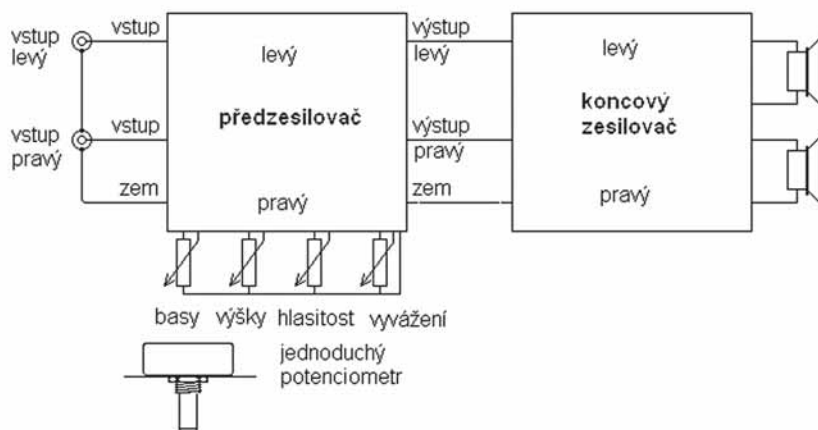 vstup
levý
vstup
levý
výstup
levý
levý
předzesilovač
koncový
zesilovač
vstup
pravý
vstup
výstup
pravý
zem
pravý
zem
pravý
basy
výšky
hlasitost
vyvážení
jednoduchý
potenciometr